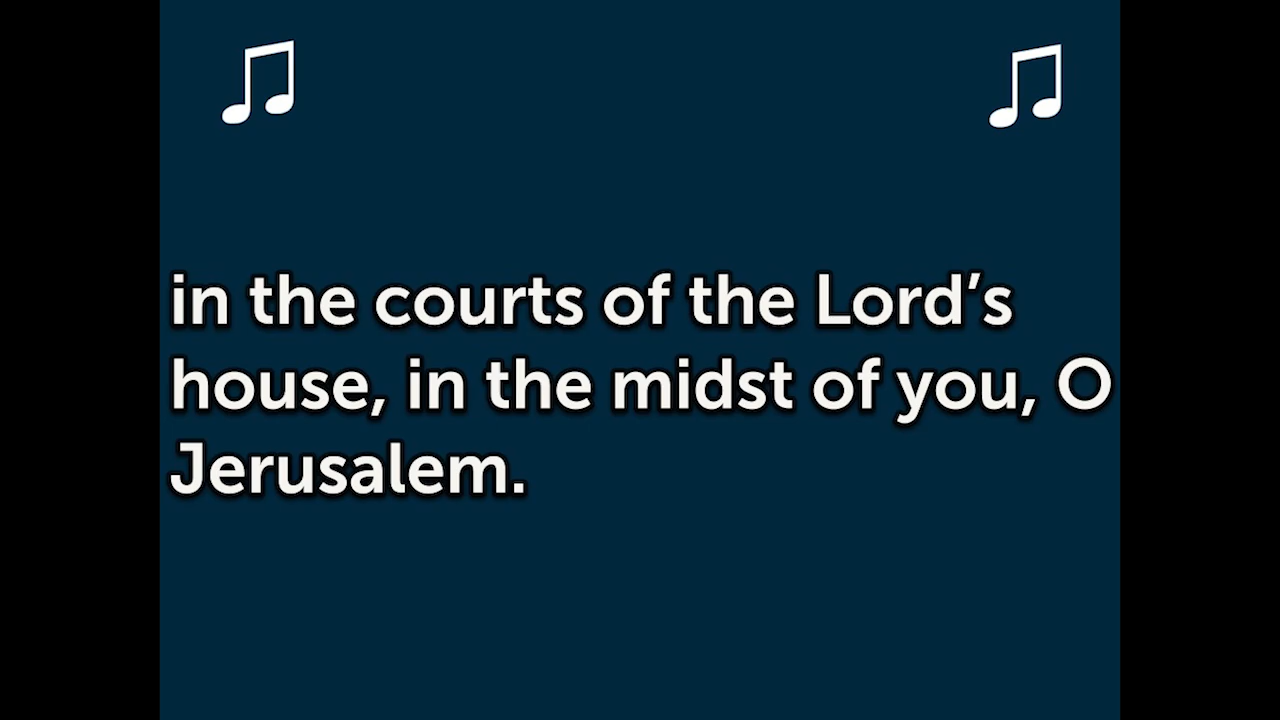 in the courts of the Lord’s
house, in the midst of you, O
Jerusalem.